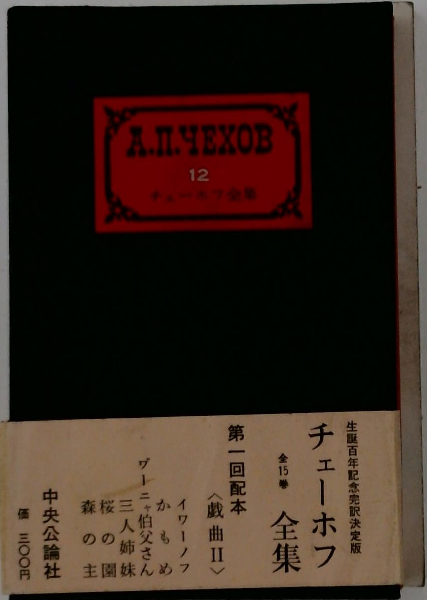 А.П.ЧЕХОВ
12
チェーホフ全集
生誕百年記念完訳決定版
チェーホフ全集
全15巻
第一回配本
〈戯曲II〉
イワーノフ
かもめ
ワーニャ伯父さん
三人姉妹
桜の園
森の主
中央公論社
価 三〇〇円